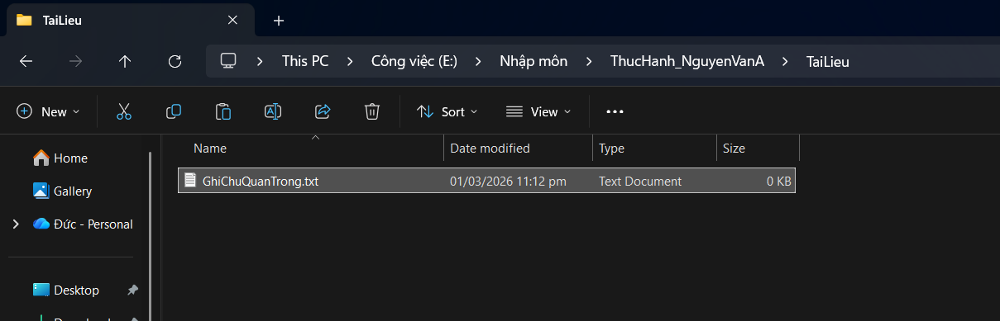 TaiLieu
This PC > Công việc (E:) > Nhập môn > ThucHanh_NguyenVanA > TaiLieu
New Sort View
Name Date modified Type Size
GhiChuQuanTrong.txt 01/03/2026 11:12 pm Text Document 0 KB
Home
Gallery
Đức - Personal
Desktop